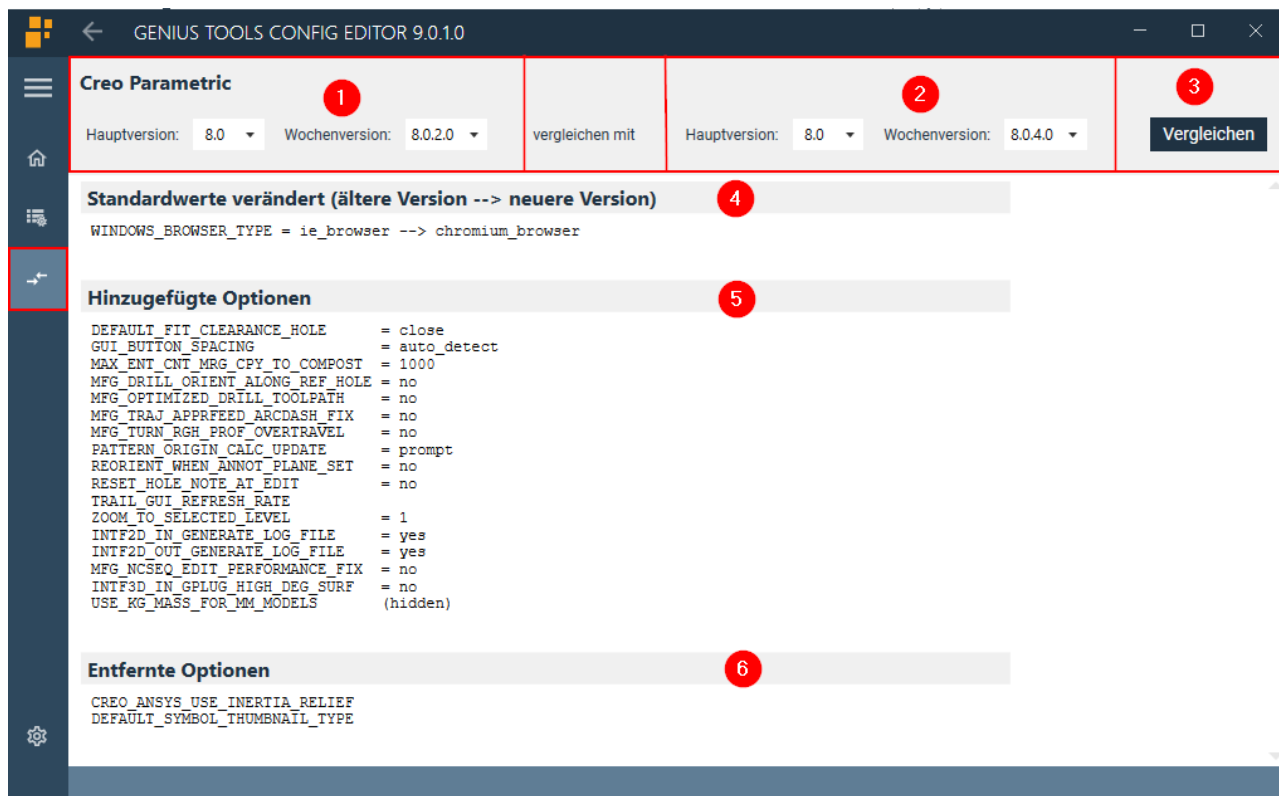 GENIUS TOOLS CONFIG EDITOR 9.0.1.0
Creo Parametric
1
2
3
Hauptversion: 8.0 Wochenversion: 8.0.2.0 vergleichen mit Hauptversion: 8.0 Wochenversion: 8.0.4.0 Vergleichen
Standardwerte verändert (ältere Version --> neuere Version) 4
WINDOWS_BROWSER_TYPE = ie_browser --> chromium_browser
Hinzugefügte Optionen 5
DEFAULT_FIT_CLEARANCE_HOLE = close
GUI_BUTTON_SPACING = auto_detect
MAX_ENT_CNT_MRG_CPY_TO_COMPOST = 1000
MFG_DRILL_ORIENT_ALONG_REF_HOLE = no
MFG_OPTIMIZED_DRILL_TOOLPATH = no
MFG_TRAJ_APPRFEED_ARCDASH_FIX = no
MFG_TURN_RGH_PROF_OVERTRAVEL = no
PATTERN_ORIGIN_CALC_UPDATE = prompt
REORIENT_WHEN_ANNOT_PLANE_SET = no
RESET_HOLE_NOTE_AT_EDIT = no
TRAIL_GUI_REFRESH_RATE
ZOOM_TO_SELECTED_LEVEL = 1
INTF2D_IN_GENERATE_LOG_FILE = yes
INTF2D_OUT_GENERATE_LOG_FILE = yes
MFG_NCSEQ_EDIT_PERFORMANCE_FIX = no
INTF3D_IN_GPLUG_HIGH_DEG_SURF = no
USE_KG_MASS_FOR_MM_MODELS (hidden)
Entfernte Optionen 6
CREO_ANSYS_USE_INERTIA_RELIEF
DEFAULT_SYMBOL_THUMBNAIL_TYPE